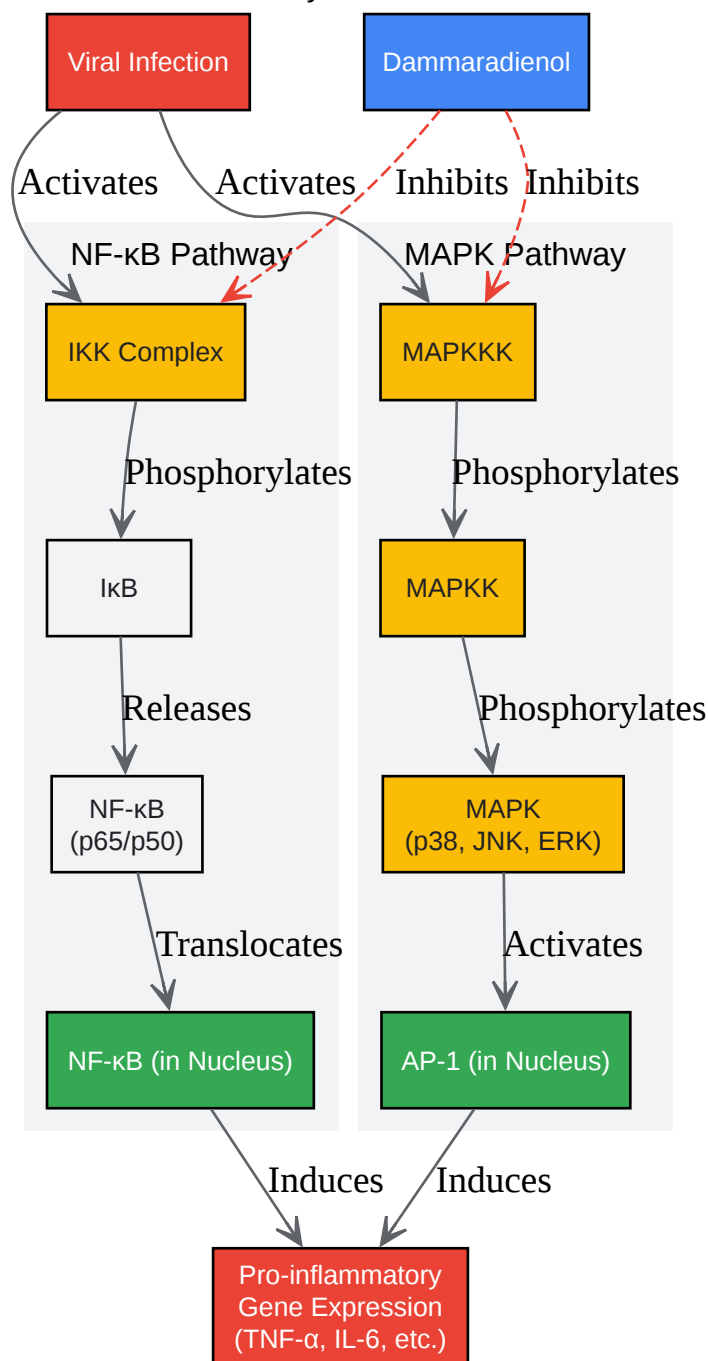 Viral Infection
Dammaradienol
Activates
Activates
Inhibits
Inhibits
NF-κB Pathway
MAPK Pathway
IKK Complex
MAPKKK
Phosphorylates
Phosphorylates
IκB
MAPKK
Releases
Phosphorylates
NF-κB
(p65/p50)
MAPK
(p38, JNK, ERK)
Translocates
Activates
NF-κB (in Nucleus)
AP-1 (in Nucleus)
Induces
Induces
Pro-inflammatory
Gene Expression
(TNF-α, IL-6, etc.)